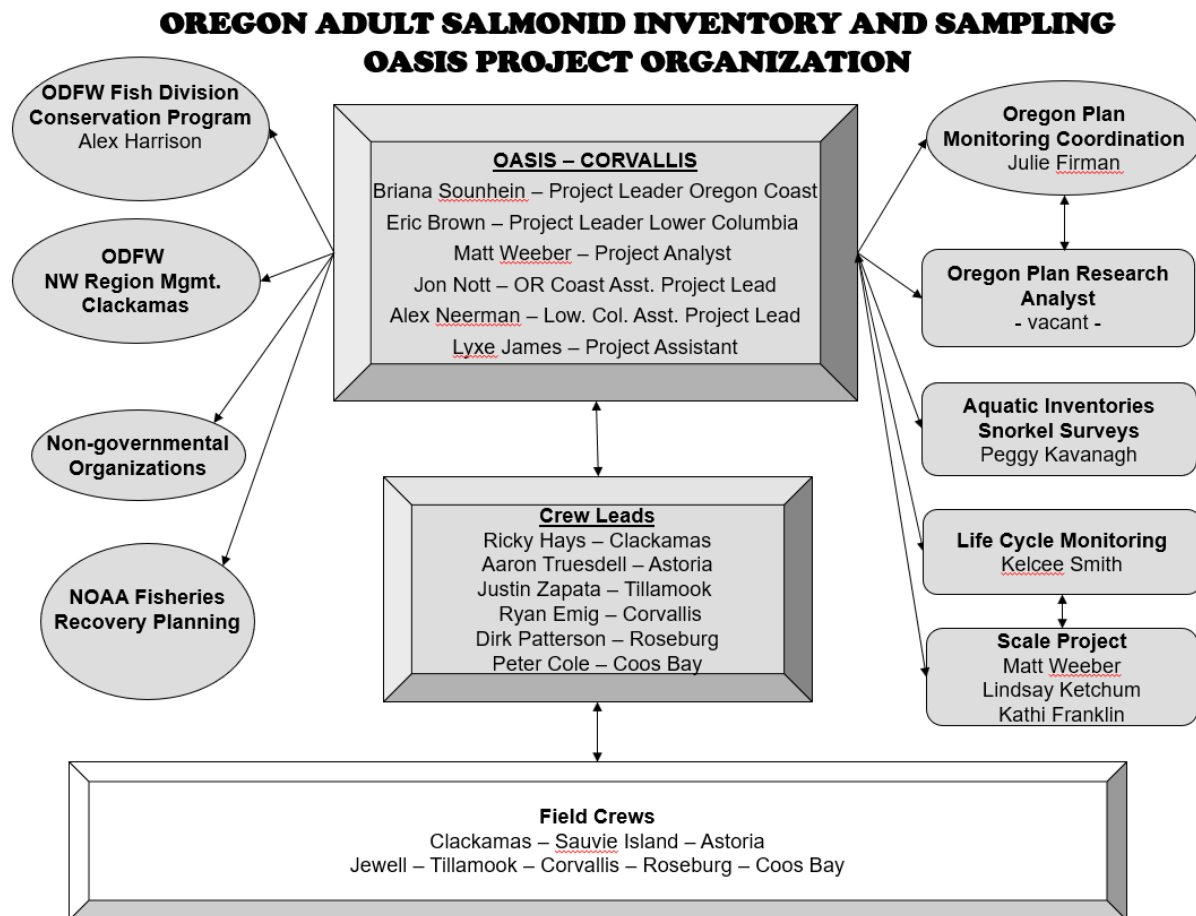 OREGON ADULT SALMONID INVENTORY AND SAMPLING
OASIS PROJECT ORGANIZATION
ODFW Fish Division
Conservation Program
Alex Harrison
ODFW
NW Region Mgmt.
Clackamas
Non-governmental
Organizations
NOAA Fisheries
Recovery Planning
OASIS – CORVALLIS
Briana Sounhein – Project Leader Oregon Coast
Eric Brown – Project Leader Lower Columbia
Matt Weeber – Project Analyst
Jon Nott – OR Coast Asst. Project Lead
Alex Neerman – Low. Col. Asst. Project Lead
Lyxe James – Project Assistant
Crew Leads
Ricky Hays – Clackamas
Aaron Truesdell – Astoria
Justin Zapata – Tillamook
Ryan Emig – Corvallis
Dirk Patterson – Roseburg
Peter Cole – Coos Bay
Oregon Plan
Monitoring Coordination
Julie Firman
Oregon Plan Research
Analyst
- vacant -
Aquatic Inventories
Snorkel Surveys
Peggy Kavanagh
Life Cycle Monitoring
Kelcee Smith
Scale Project
Matt Weeber
Lindsay Ketchum
Kathi Franklin
Field Crews
Clackamas – Sauvie Island – Astoria
Jewell – Tillamook – Corvallis – Roseburg – Coos Bay